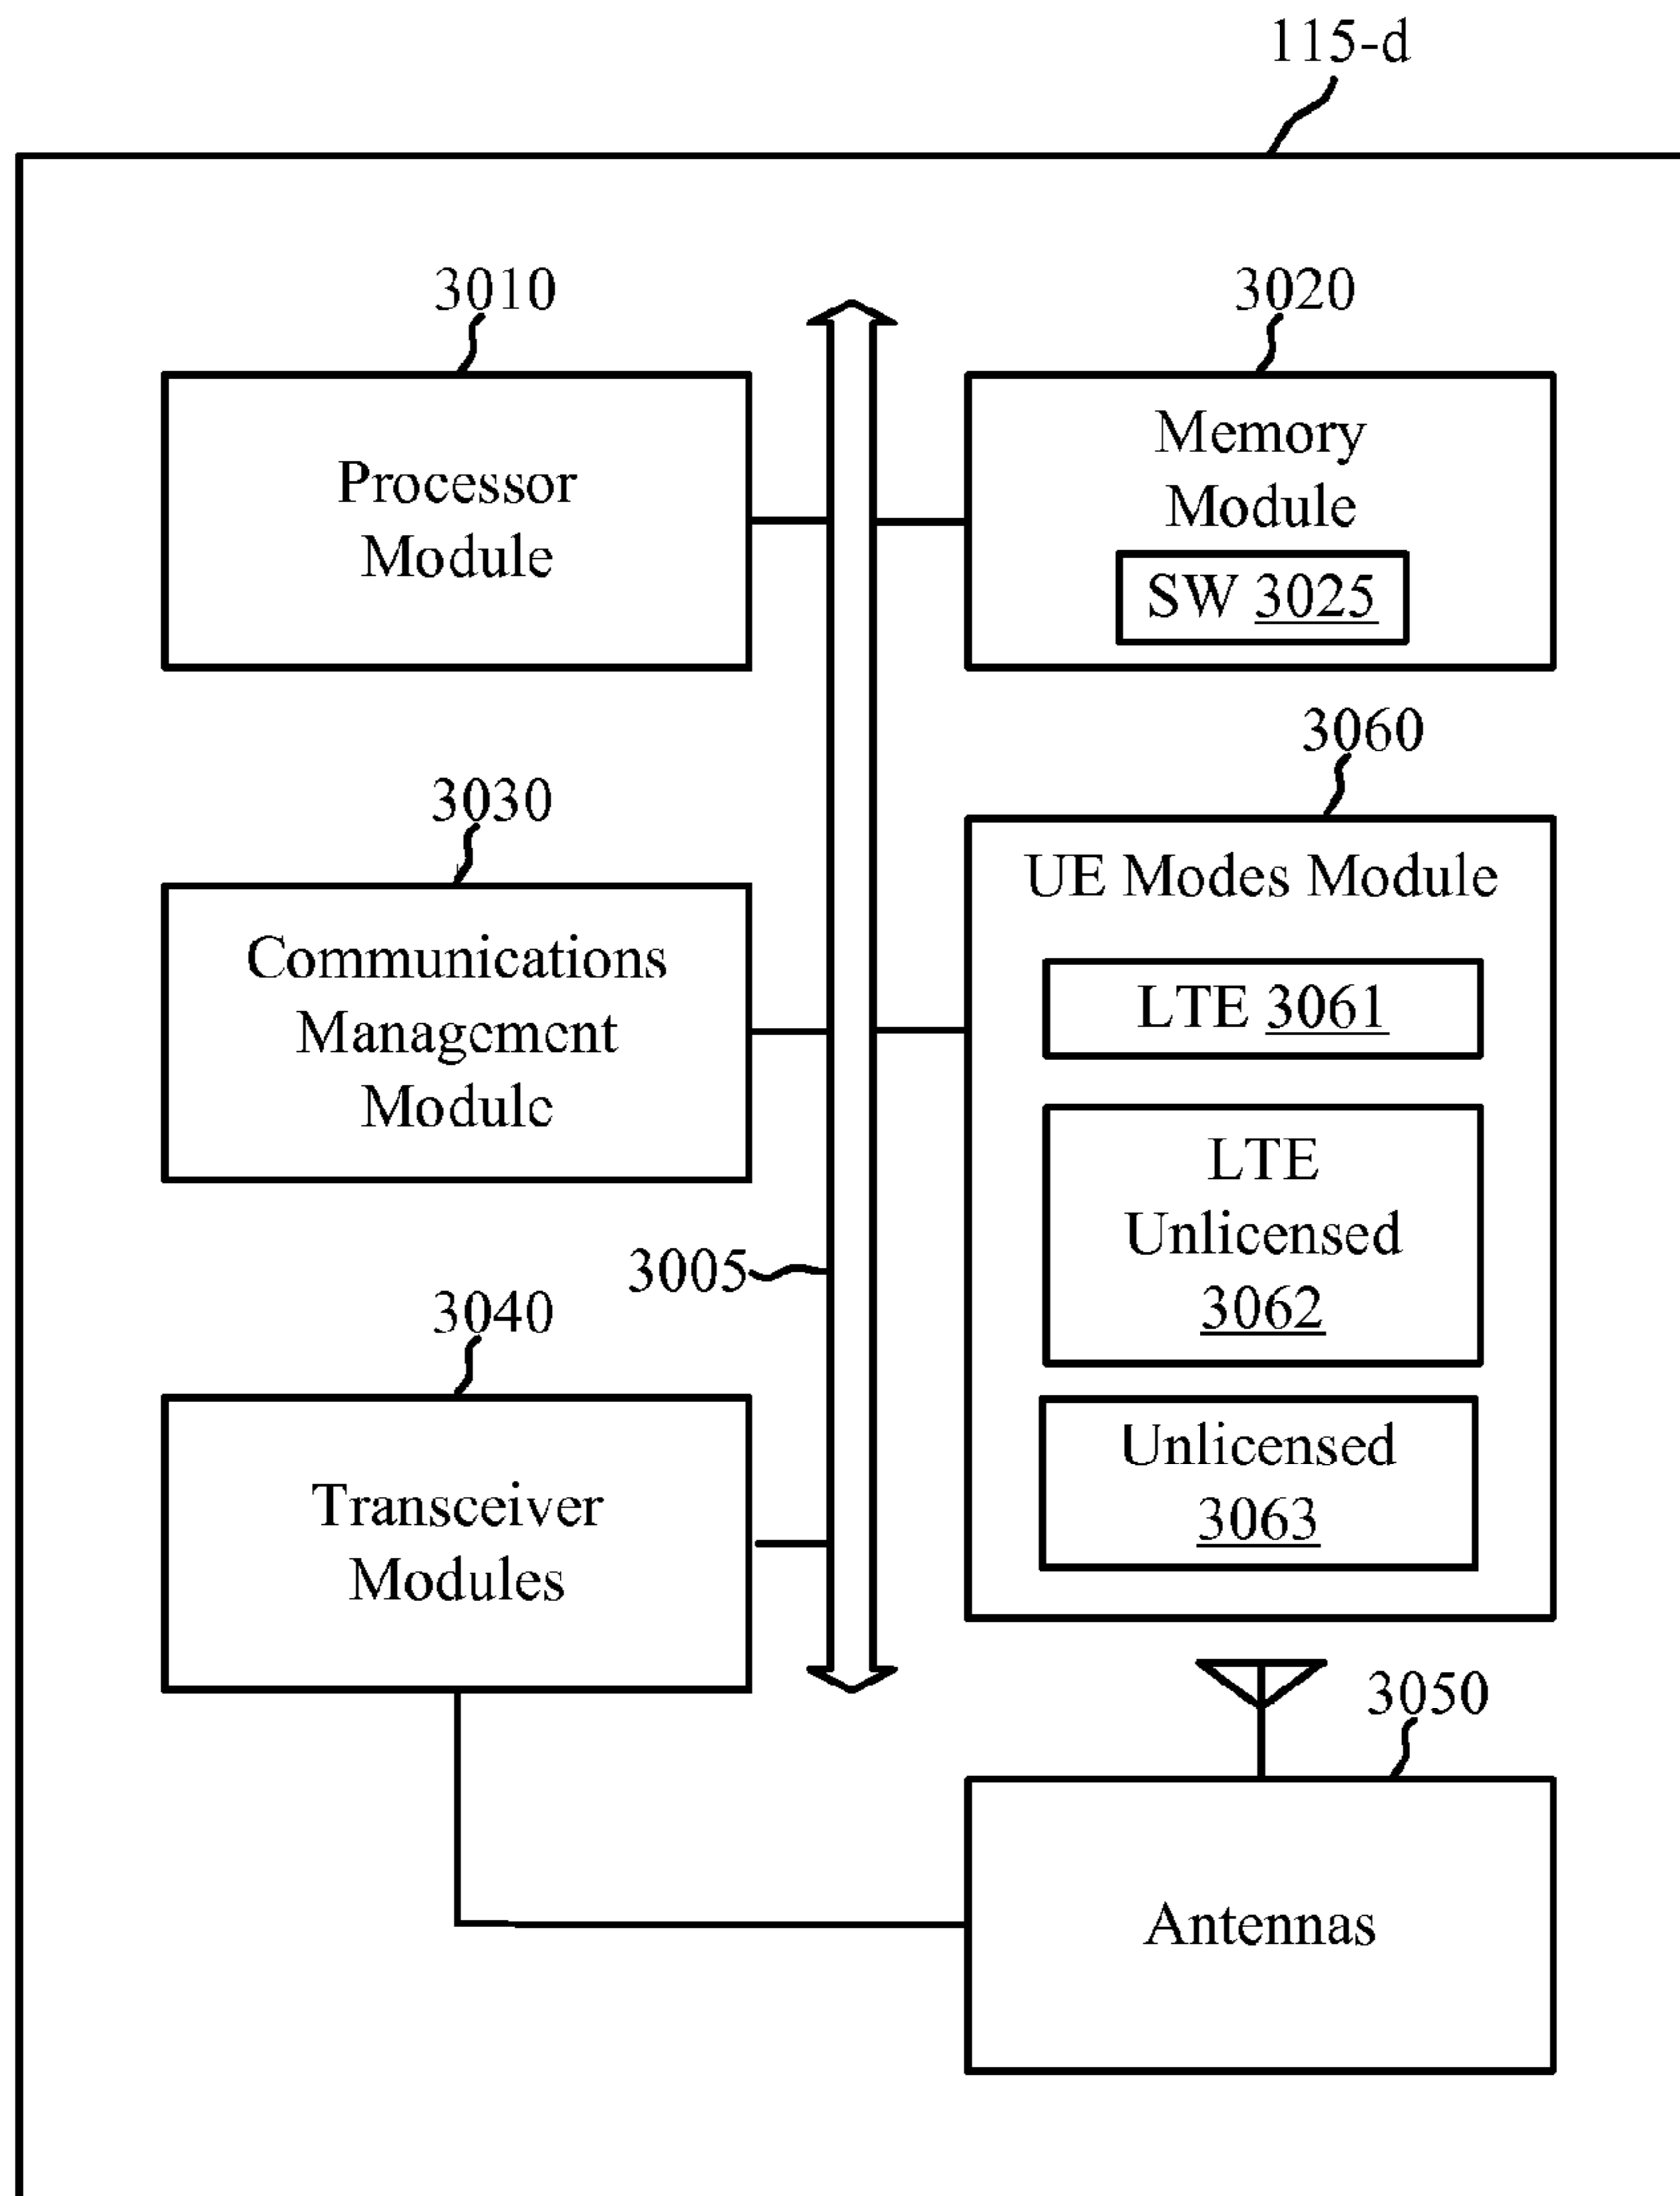 115-d
3010
Processor
Module
3020
Memory
Module
SW 3025
3030
Communications
Management
Module
3060
UE Modes Module
LTE 3061
LTE
Unlicensed
3062
Unlicensed
3063
3005
3040
Transceiver
Modules
3050
Antennas